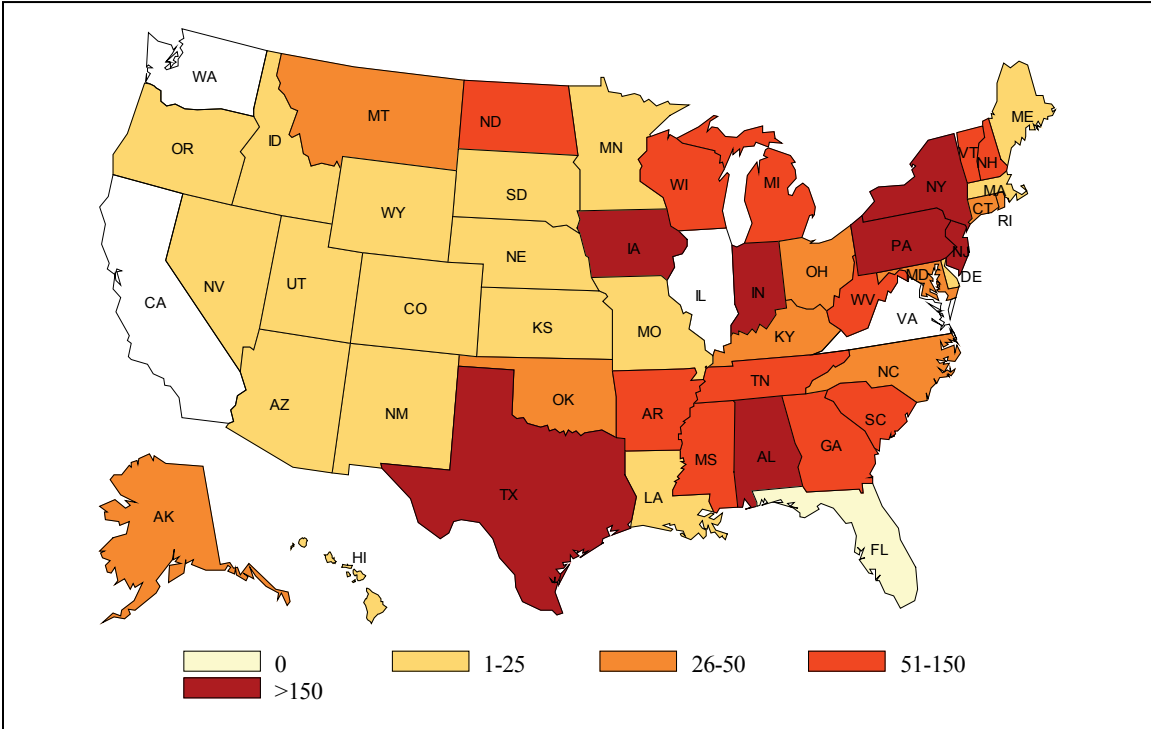 WA
MT
ND
ME
OR
ID
MN
VT
NH
WI
MI
SD
NY
MA
WY
CT
RI
IA
PA
NE
NJ
OH
MD
DE
NV
UT
IN
IL
WV
CA
CO
VA
KS
MO
KY
NC
TN
OK
AZ
NM
AR
SC
GA
MS
AL
TX
LA
AK
FL
HI
0
1-25
26-50
51-150
>150